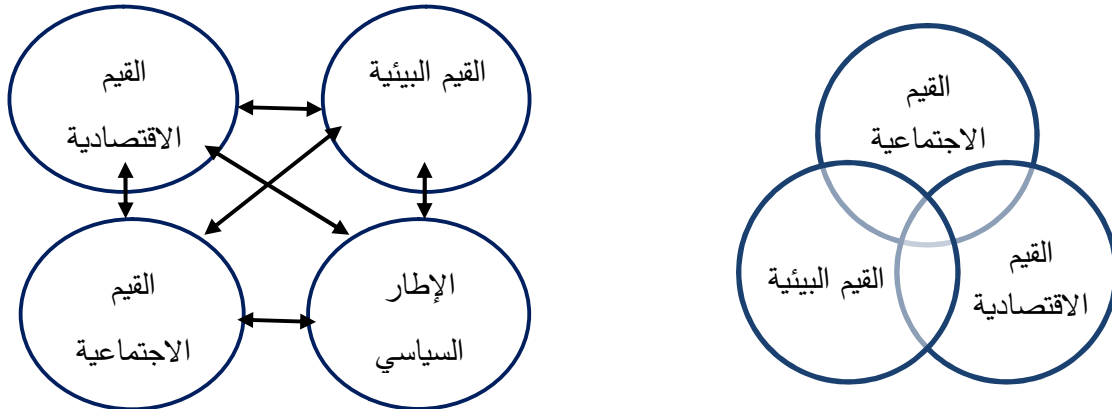 القيم
الاجتماعية
القيم البيئية
القيم
الاقتصادية
القيم البيئية
القيم
الاقتصادية
الإطار
السياسي
القيم
الاجتماعية